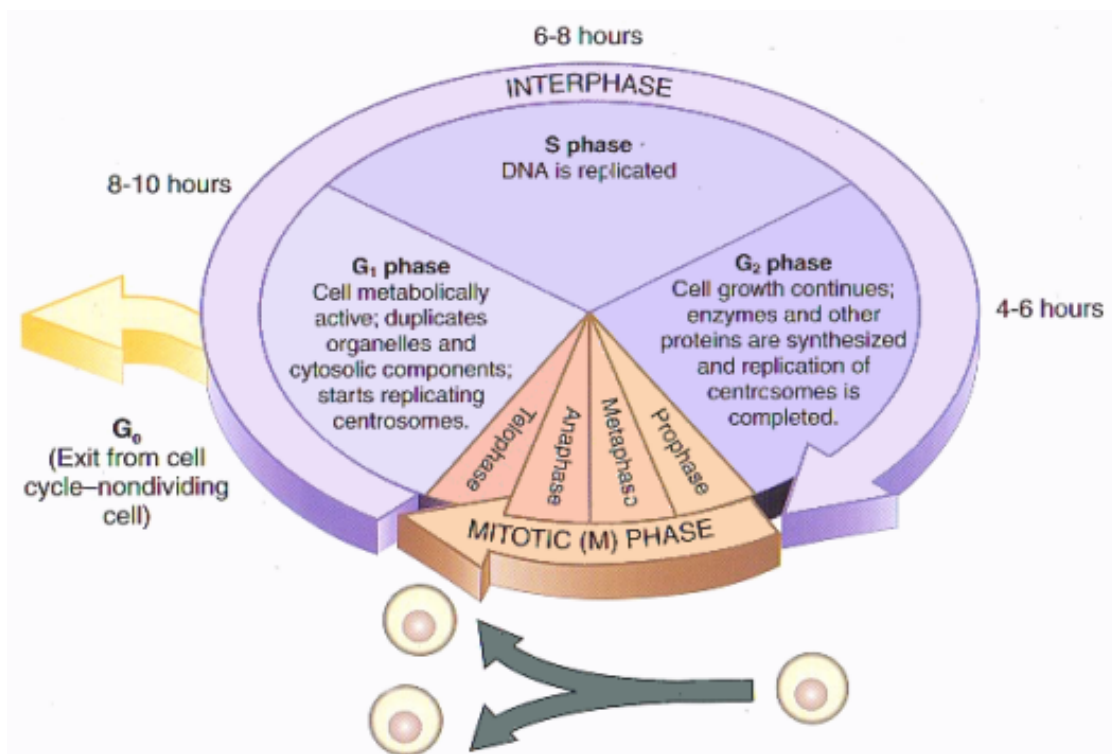 6-8 hours
INTERPHASE
S phase
DNA is replicated
8-10 hours
G₁ phase
Cell metabolically
active; duplicates
organelles and
cytosolic components;
starts replicating
centrosomes.
G₂ phase
Cell growth continues;
enzymes and other
proteins are synthesized
and replication of
centrcsomes is
completed.
4-6 hours
G₀
(Exit from cell
cycle–nondividing
cell)
Telophase
Anaphase
Metaphase
Prophase
MITOTIC (M) PHASE